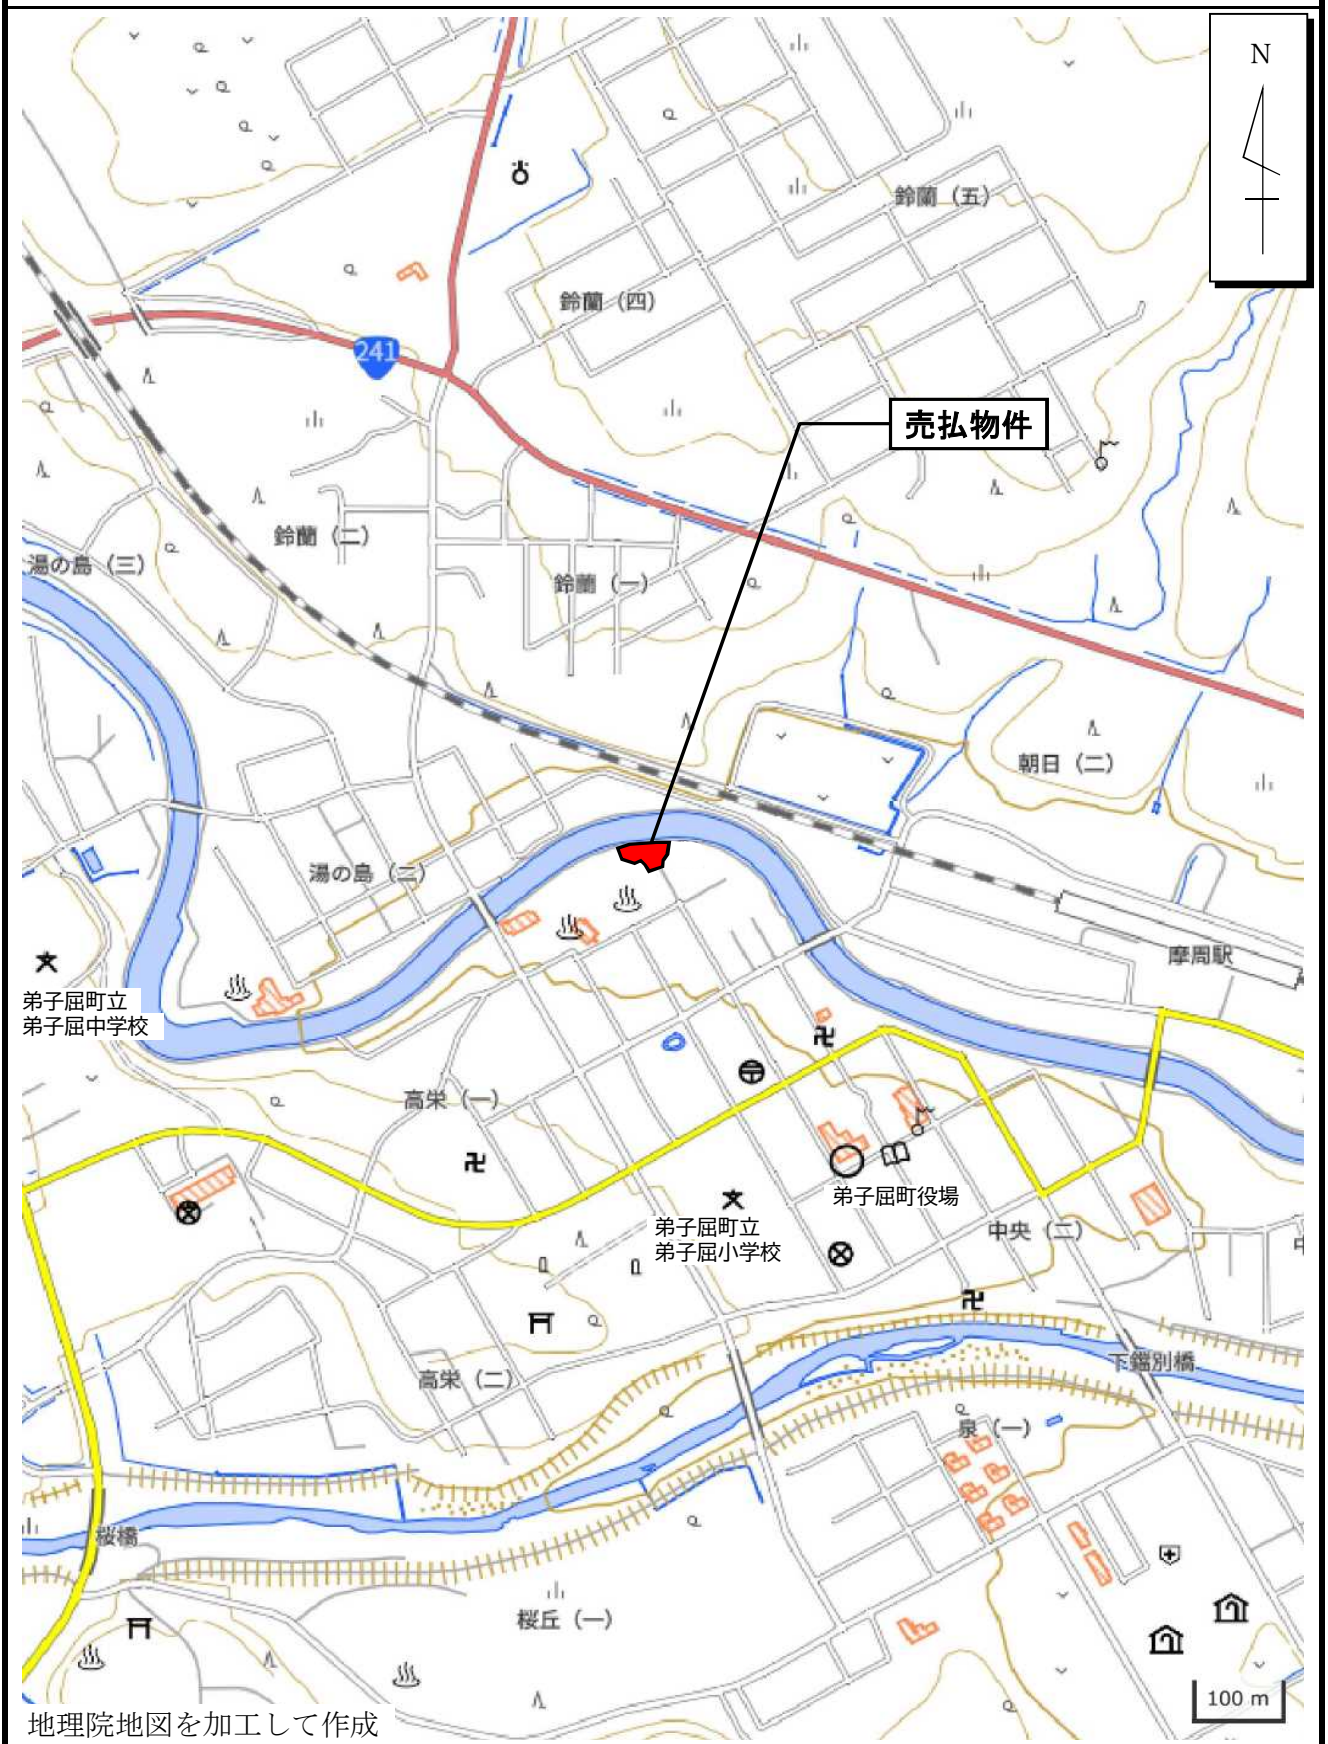 N
鈴蘭（五）
鈴蘭（四）
241
売払物件
鈴蘭（二）
湯の島（三）
鈴蘭（一）
朝日（二）
湯の島（二）
摩周駅
弟子屈町立
弟子屈中学校
高栄（一）
弟子屈町役場
弟子屈町立
弟子屈小学校
中央（二）
中
下鐺別橋
高栄（二）
泉（一）
桜橋
桜丘（一）
100 m
地理院地図を加工して作成